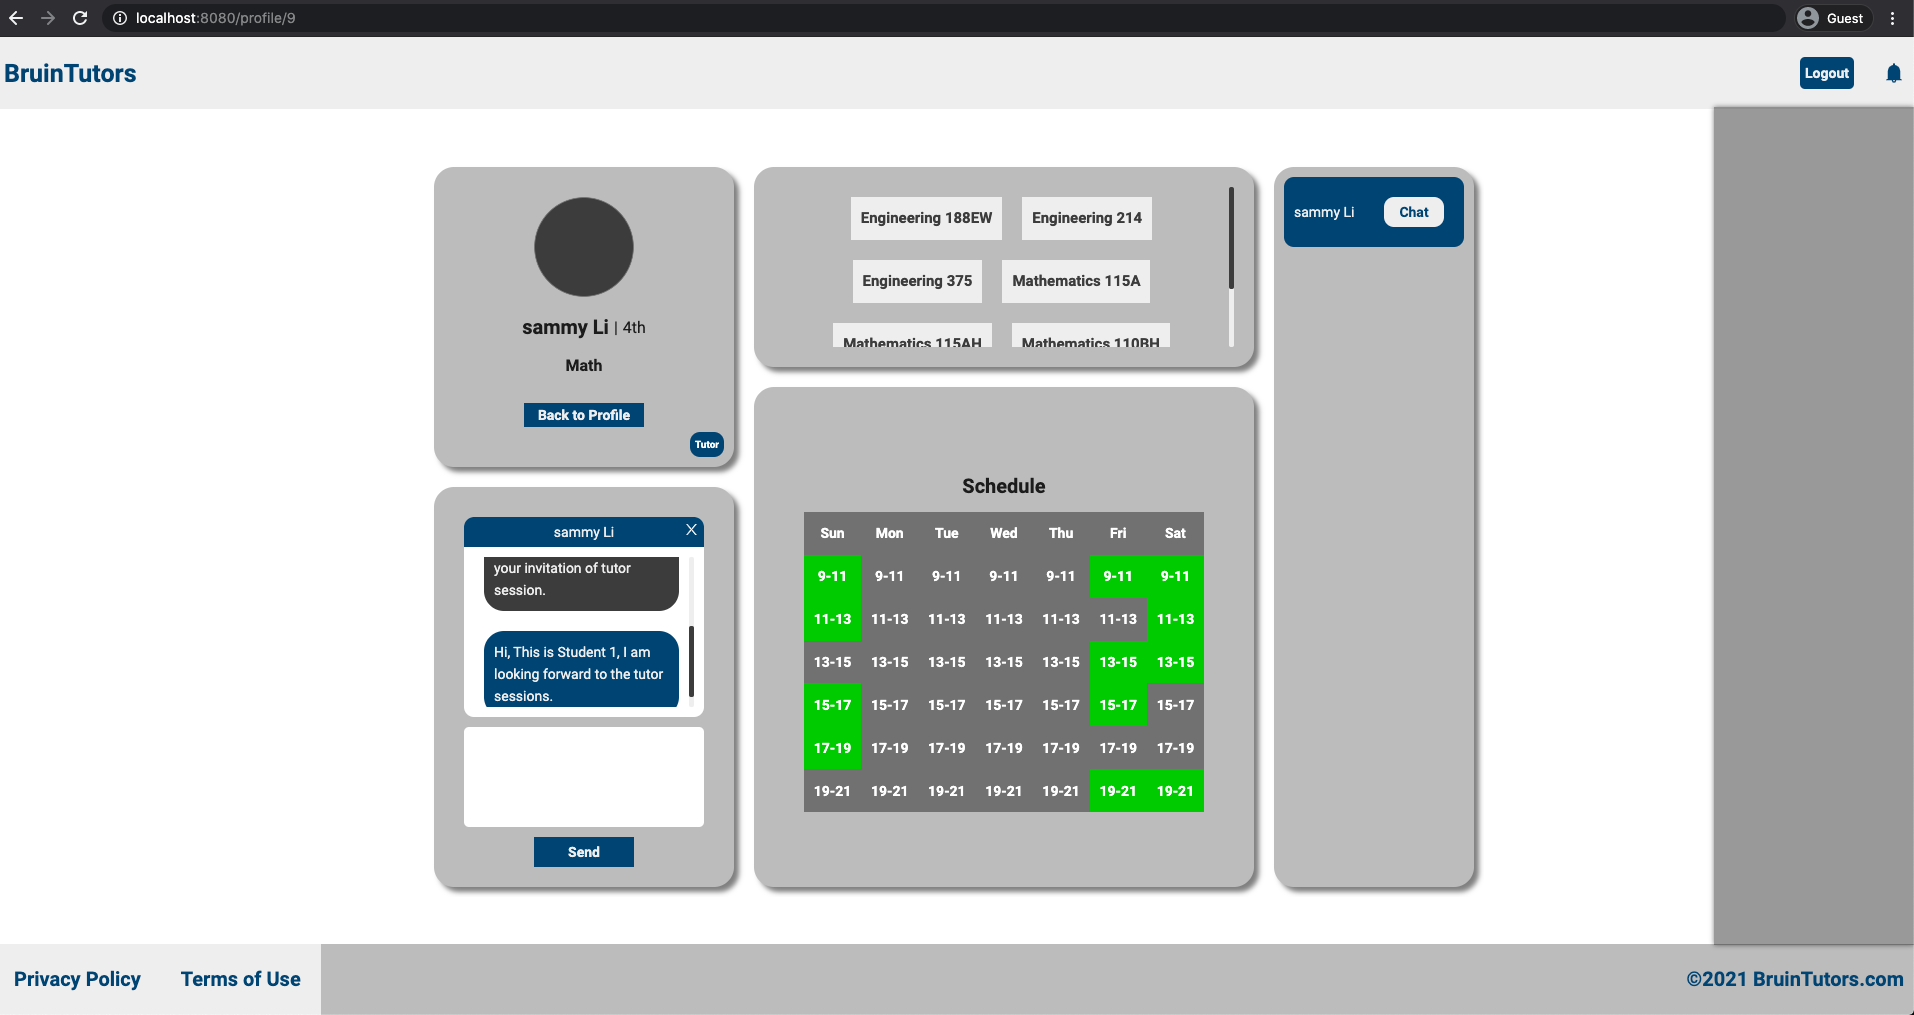 localhost:8080/profile/9
Guest
BruinTutors
Logout
sammy Li | 4th
Math
Back to Profile
Tutor
Engineering 188EW Engineering 214
Engineering 375 Mathematics 115A
Mathematics 115AH Mathematics 110BH
sammy Li Chat
sammy Li X
your invitation of tutor
session.
Hi, This is Student 1, I am
looking forward to the tutor
sessions.
Send
Schedule
Sun Mon Tue Wed Thu Fri Sat
9-11 9-11 9-11 9-11 9-11 9-11 9-11
11-13 11-13 11-13 11-13 11-13 11-13 11-13
13-15 13-15 13-15 13-15 13-15 13-15 13-15
15-17 15-17 15-17 15-17 15-17 15-17 15-17
17-19 17-19 17-19 17-19 17-19 17-19 17-19
19-21 19-21 19-21 19-21 19-21 19-21 19-21
Privacy Policy Terms of Use ©2021 BruinTutors.com